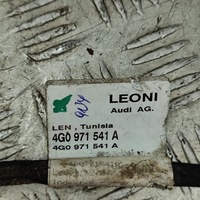 LEONI
Audi AG.
LEN , Tunisia
4G0 971 541 A
4G0 971 541 A